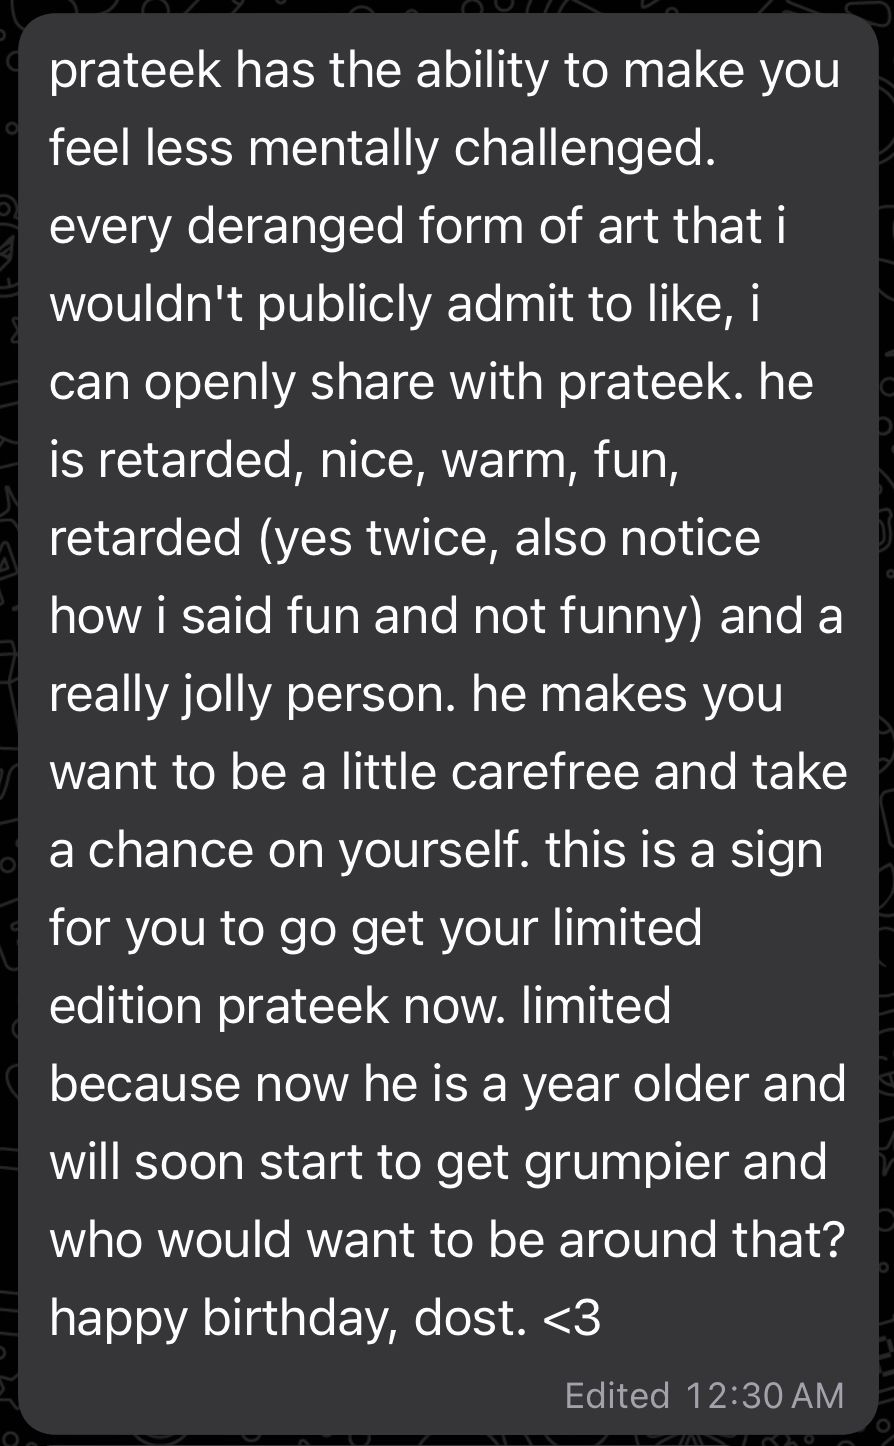 prateek has the ability to make you
feel less mentally challenged.
every deranged form of art that i
wouldn't publicly admit to like, i
can openly share with prateek. he
is retarded, nice, warm, fun,
retarded (yes twice, also notice
how i said fun and not funny) and a
really jolly person. he makes you
want to be a little carefree and take
a chance on yourself. this is a sign
for you to go get your limited
edition prateek now. limited
because now he is a year older and
will soon start to get grumpier and
who would want to be around that?
happy birthday, dost. <3
Edited 12:30 AM